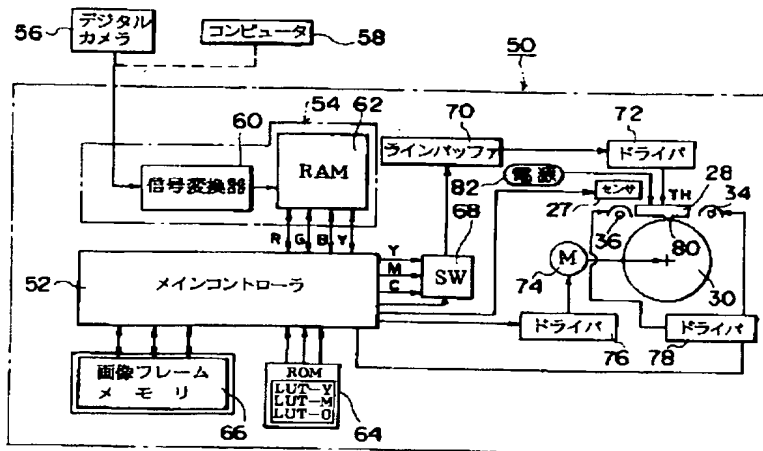 56
デジタル
カメラ
コンピュータ
58
50
54
62
60
信号変換器
RAM
70
ラインバッファ
72
ドライバ
82
電源
センサ
27
TH
28
34
36
80
R G B Y
52
メインコントローラ
Y
M
C
68
SW
74
M
30
ドライバ
76
ドライバ
78
画像フレーム
メモリ
66
ROM
LUT-Y
LUT-M
LUT-C
64